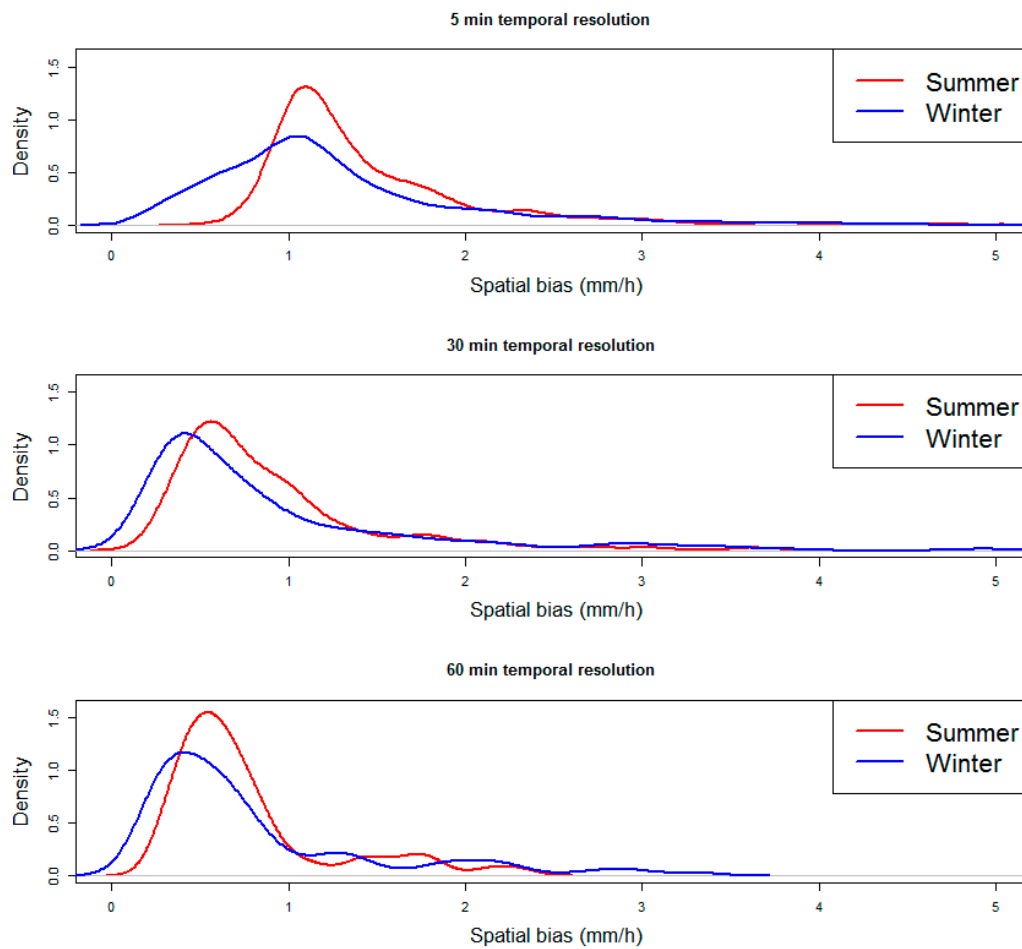 5 min temporal resolution
Density
0.0 0.5 1.0 1.5
Summer
Winter
0 1 2 3 4 5
Spatial bias (mm/h)
30 min temporal resolution
Density
0.0 0.5 1.0 1.5
Summer
Winter
0 1 2 3 4 5
Spatial bias (mm/h)
60 min temporal resolution
Density
0.0 0.5 1.0 1.5
Summer
Winter
0 1 2 3 4 5
Spatial bias (mm/h)